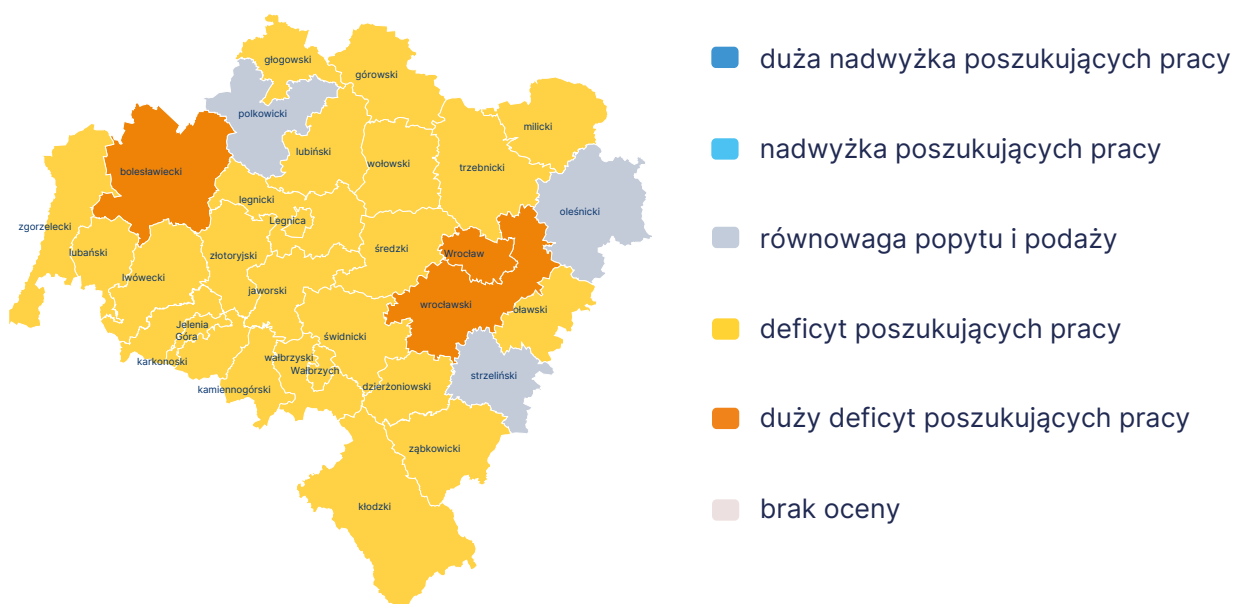 głogowski
górowski
polkowicki
milicki
lubiński
wołowski
trzebnicki
bolesławiecki
legnicki
oleśnicki
Legnica
zgorzelecki
lubański
złotoryjski
średzki
Wrocław
lwówecki
jaworski
wrocławski
oławski
Jelenia
Góra
świdnicki
karkonoski
wałbrzyski
Wałbrzych
strzeliński
kamiennogórski
dzierżoniowski
ząbkowicki
kłodzki
duża nadwyżka poszukujących pracy
nadwyżka poszukujących pracy
równowaga popytu i podaży
deficyt poszukujących pracy
duży deficyt poszukujących pracy
brak oceny